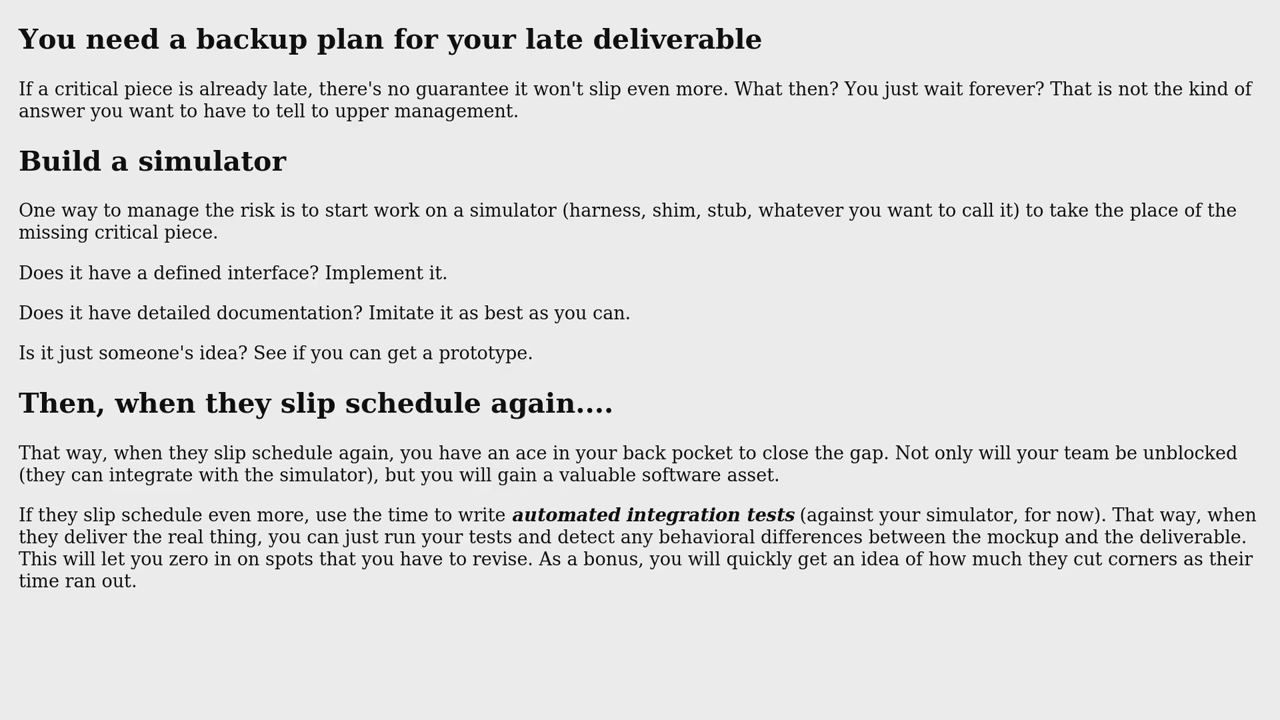 You need a backup plan for your late deliverable
If a critical piece is already late, there's no guarantee it won't slip even more. What then? You just wait forever? That is not the kind of
answer you want to have to tell to upper management.
Build a simulator
One way to manage the risk is to start work on a simulator (harness, shim, stub, whatever you want to call it) to take the place of the
missing critical piece.
Does it have a defined interface? Implement it.
Does it have detailed documentation? Imitate it as best as you can.
Is it just someone's idea? See if you can get a prototype.
Then, when they slip schedule again....
That way, when they slip schedule again, you have an ace in your back pocket to close the gap. Not only will your team be unblocked
(they can integrate with the simulator), but you will gain a valuable software asset.
If they slip schedule even more, use the time to write automated integration tests (against your simulator, for now). That way, when
they deliver the real thing, you can just run your tests and detect any behavioral differences between the mockup and the deliverable.
This will let you zero in on spots that you have to revise. As a bonus, you will quickly get an idea of how much they cut corners as their
time ran out.